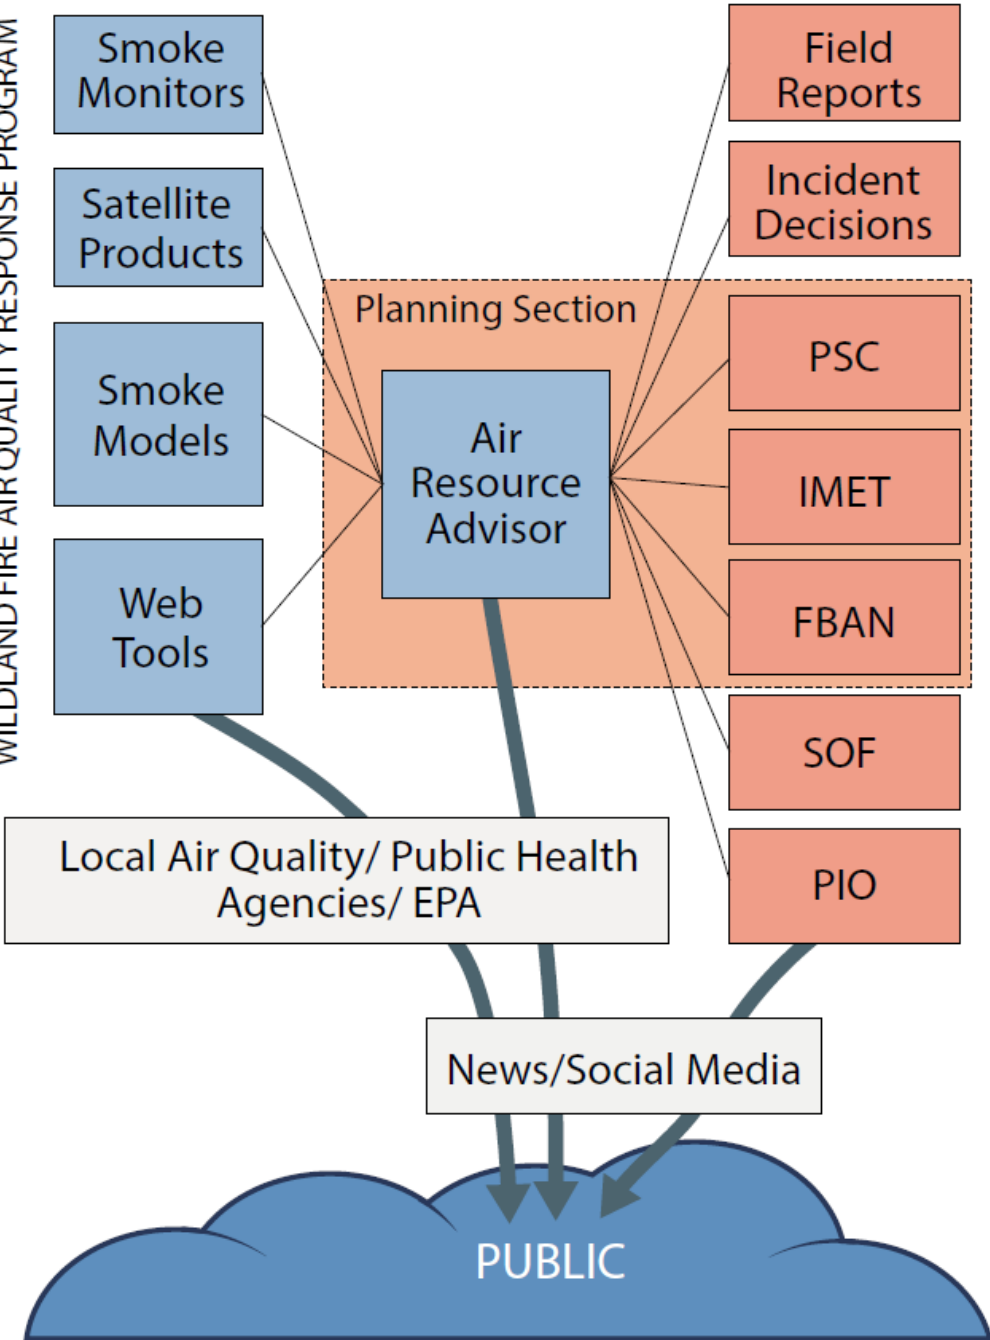 WILDLAND FIRE AIR QUALITY RESPONSE PROGRAM
Smoke
Monitors
Satellite
Products
Smoke
Models
Web
Tools
Planning Section
Air
Resource
Advisor
Field
Reports
Incident
Decisions
PSC
IMET
FBAN
SOF
PIO
Local Air Quality/ Public Health
Agencies/ EPA
News/Social Media
PUBLIC